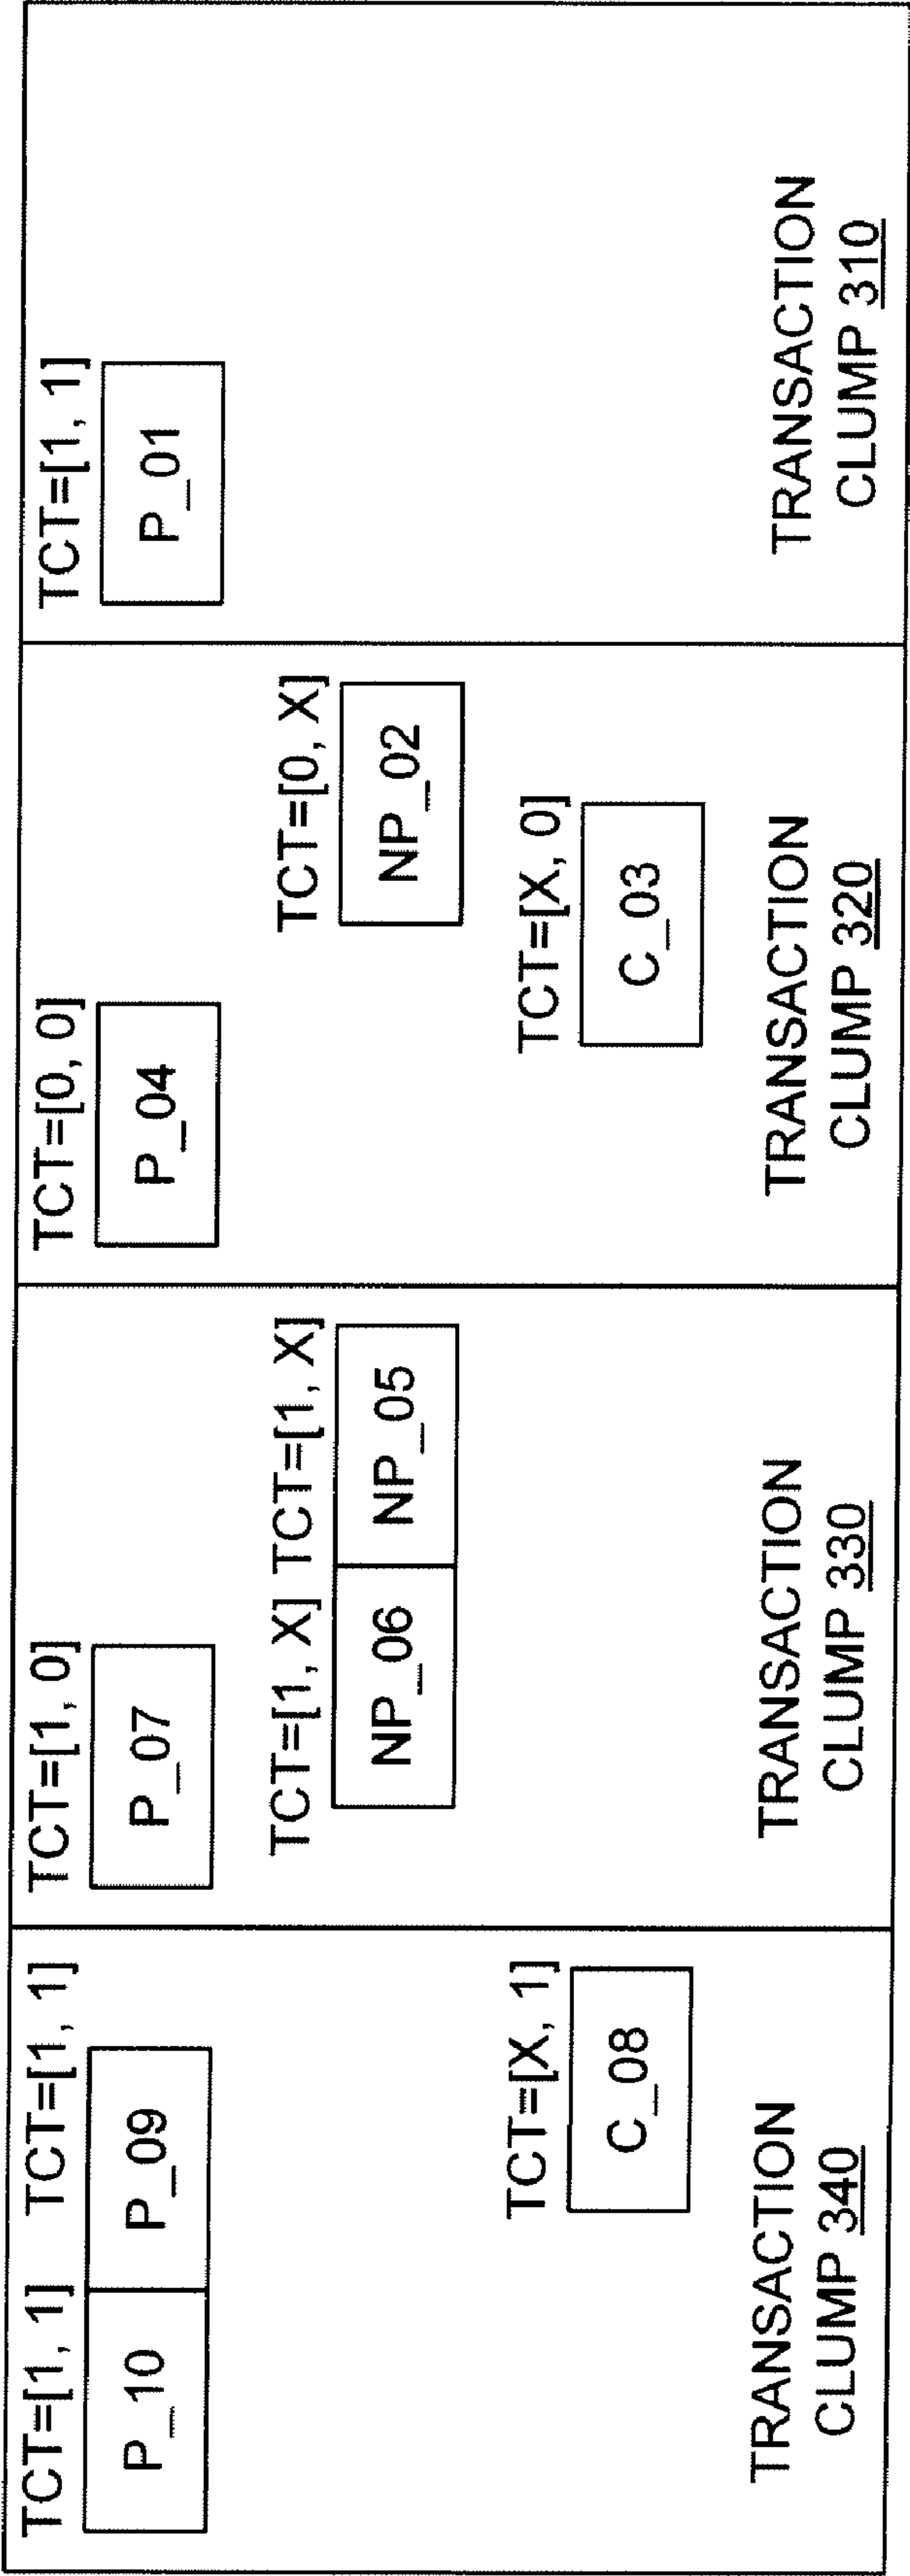 TCT=[1, 1] TCT=[1, 1]
P_10 P_09
TCT=[X, 1]
C_08
TRANSACTION
CLUMP 340
TCT=[1, 0]
P_07
TCT=[1, X] TCT=[1, X]
NP_06 NP_05
TRANSACTION
CLUMP 330
TCT=[0, 0]
P_04
TCT=[0, X]
NP_02
TCT=[X, 0]
C_03
TRANSACTION
CLUMP 320
TCT=[1, 1]
P_01
TRANSACTION
CLUMP 310